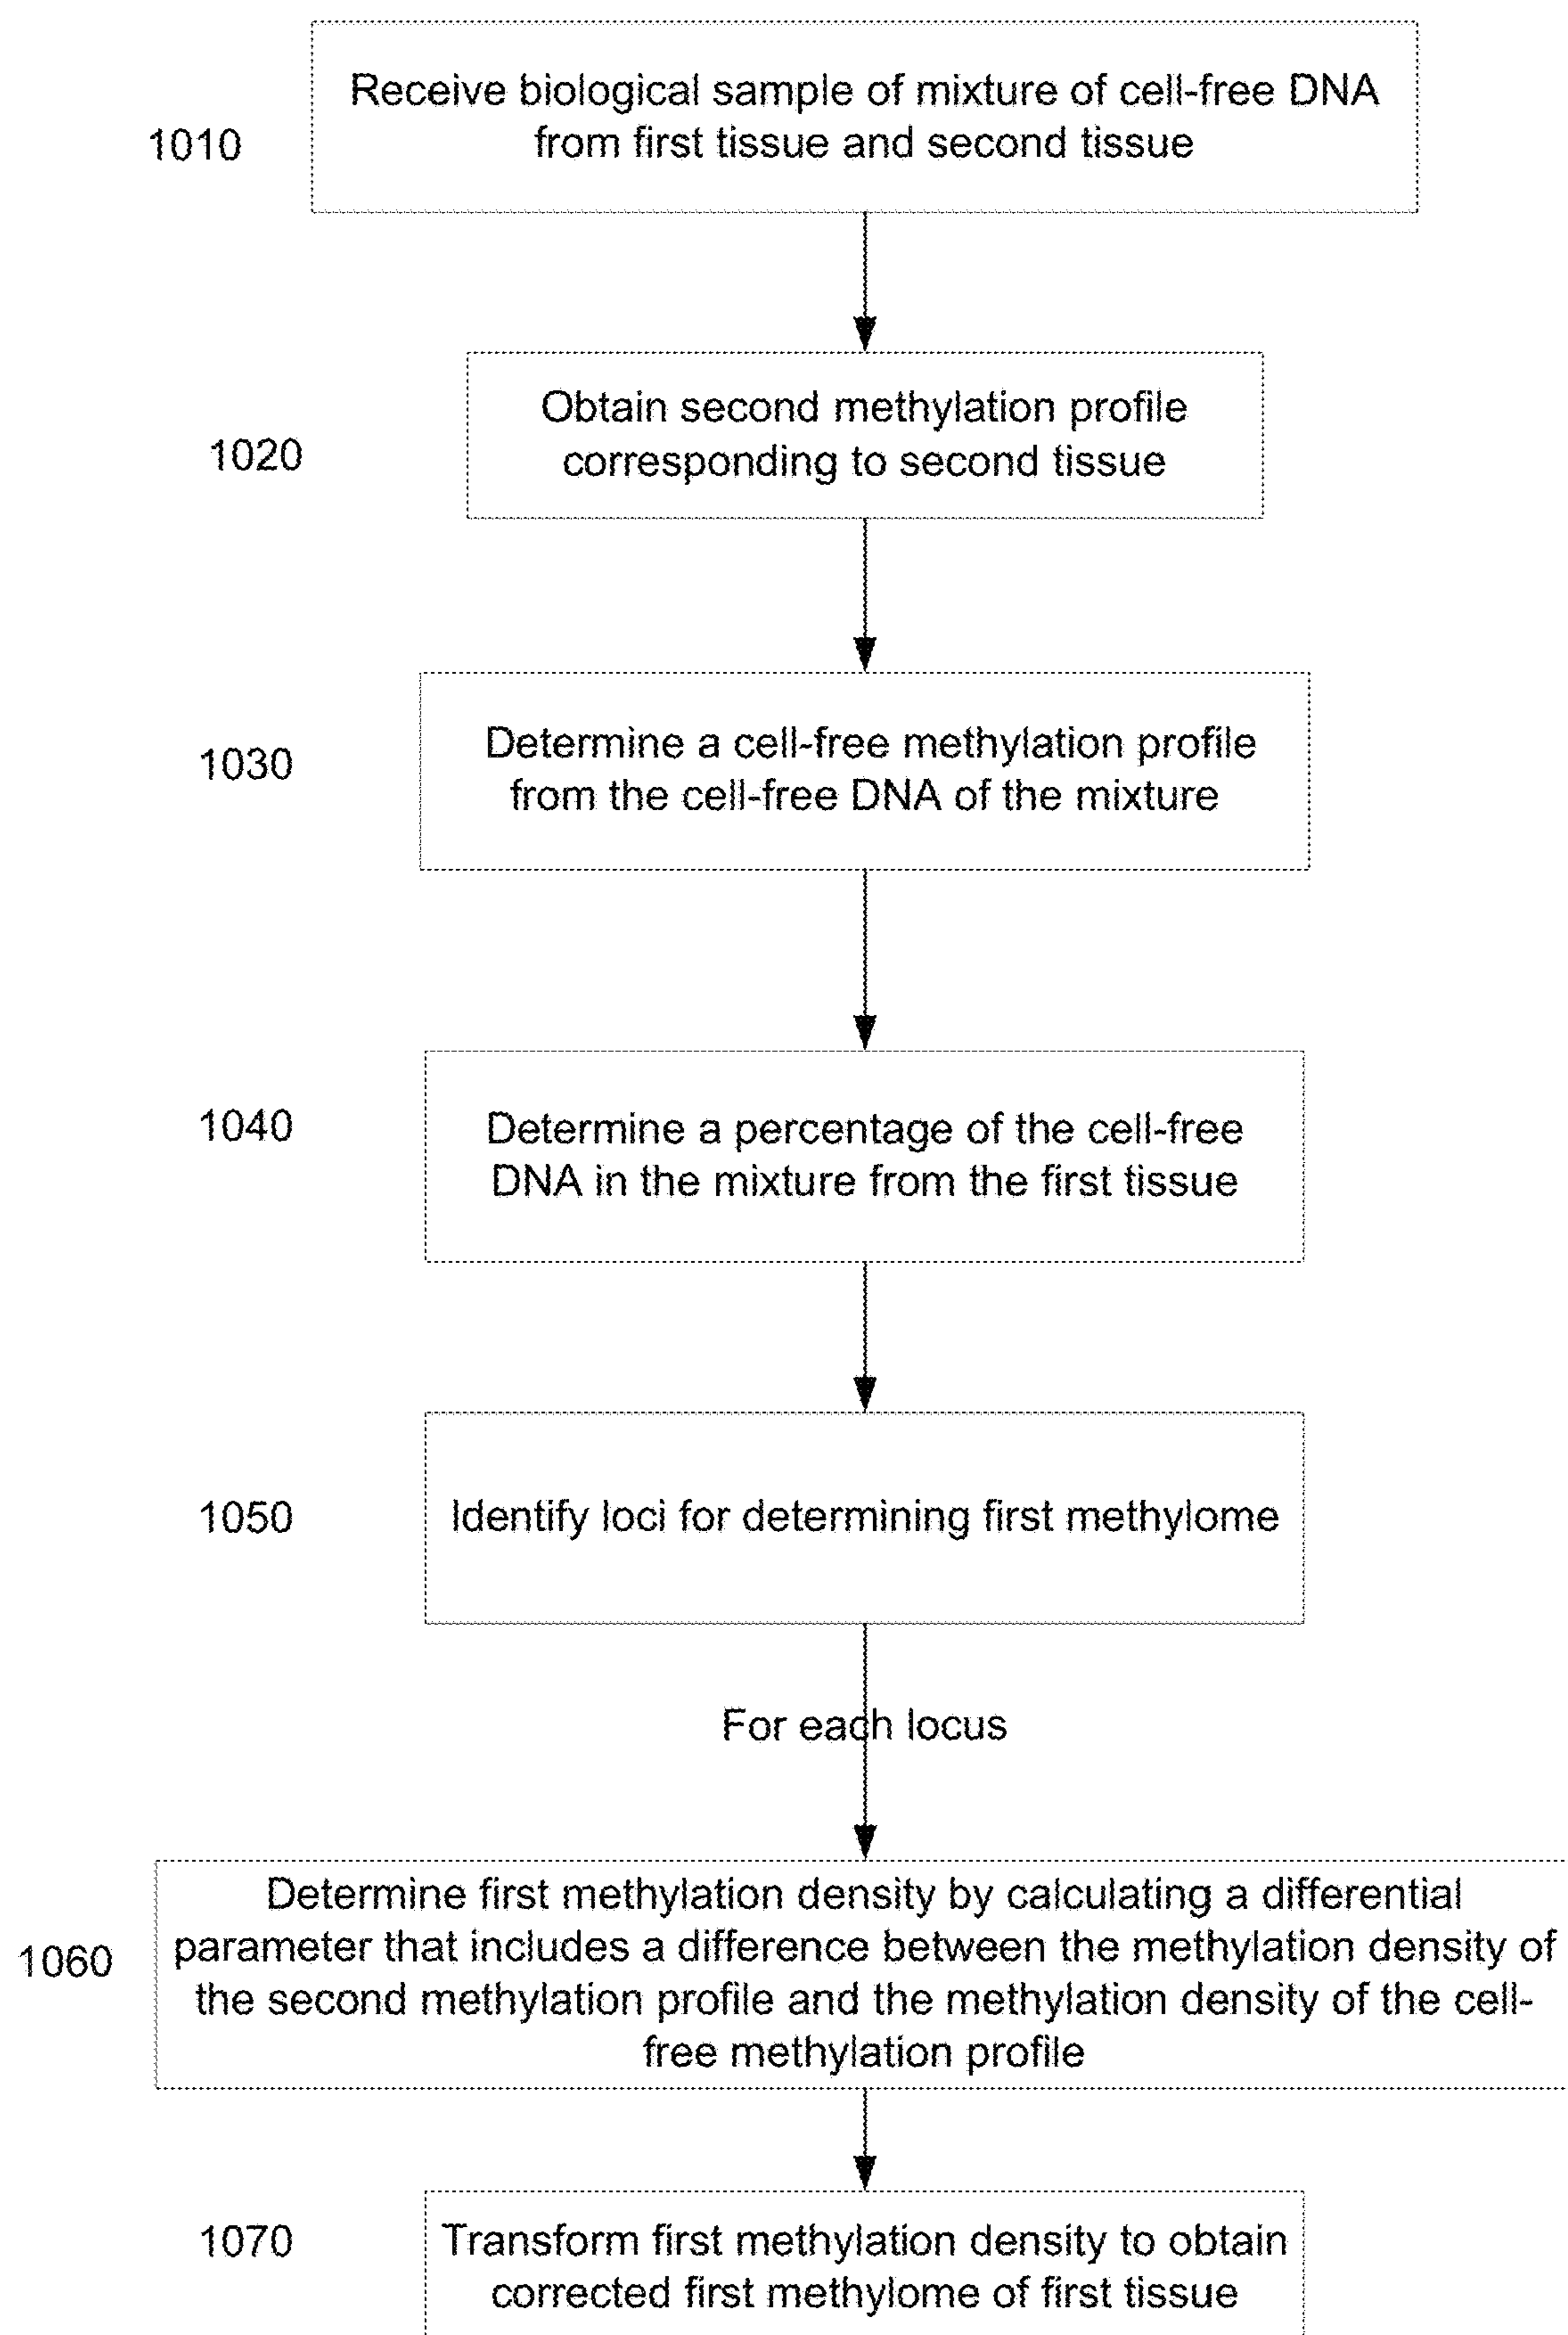 Receive biological sample of mixture of cell-free DNA
from first tissue and second tissue
1010
Obtain second methylation profile
corresponding to second tissue
1020
Determine a cell-free methylation profile
from the cell-free DNA of the mixture
1030
Determine a percentage of the cell-free
DNA in the mixture from the first tissue
1040
Identify loci for determining first methylome
1050
For each locus
Determine first methylation density by calculating a differential
parameter that includes a difference between the methylation density of
the second methylation profile and the methylation density of the cell-
free methylation profile
1060
Transform first methylation density to obtain
corrected first methylome of first tissue
1070